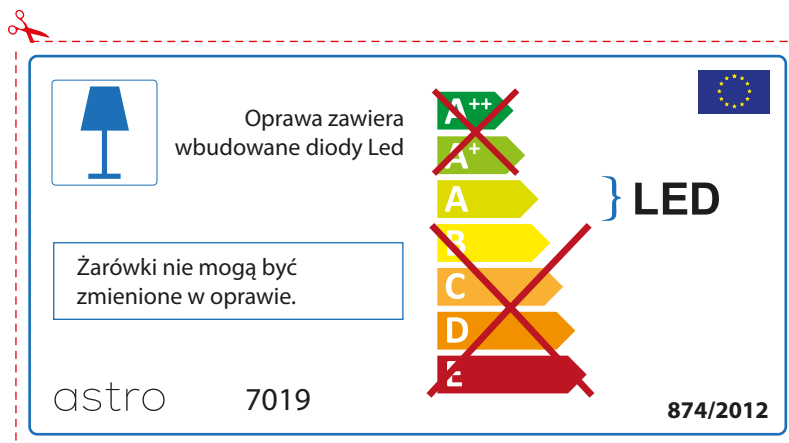 Oprawa zawiera
wbudowane diody Led
Żarówki nie mogą być
zmienione w oprawie.
A++
A+
A
B
C
D
E
LED
astro
7019
874/2012